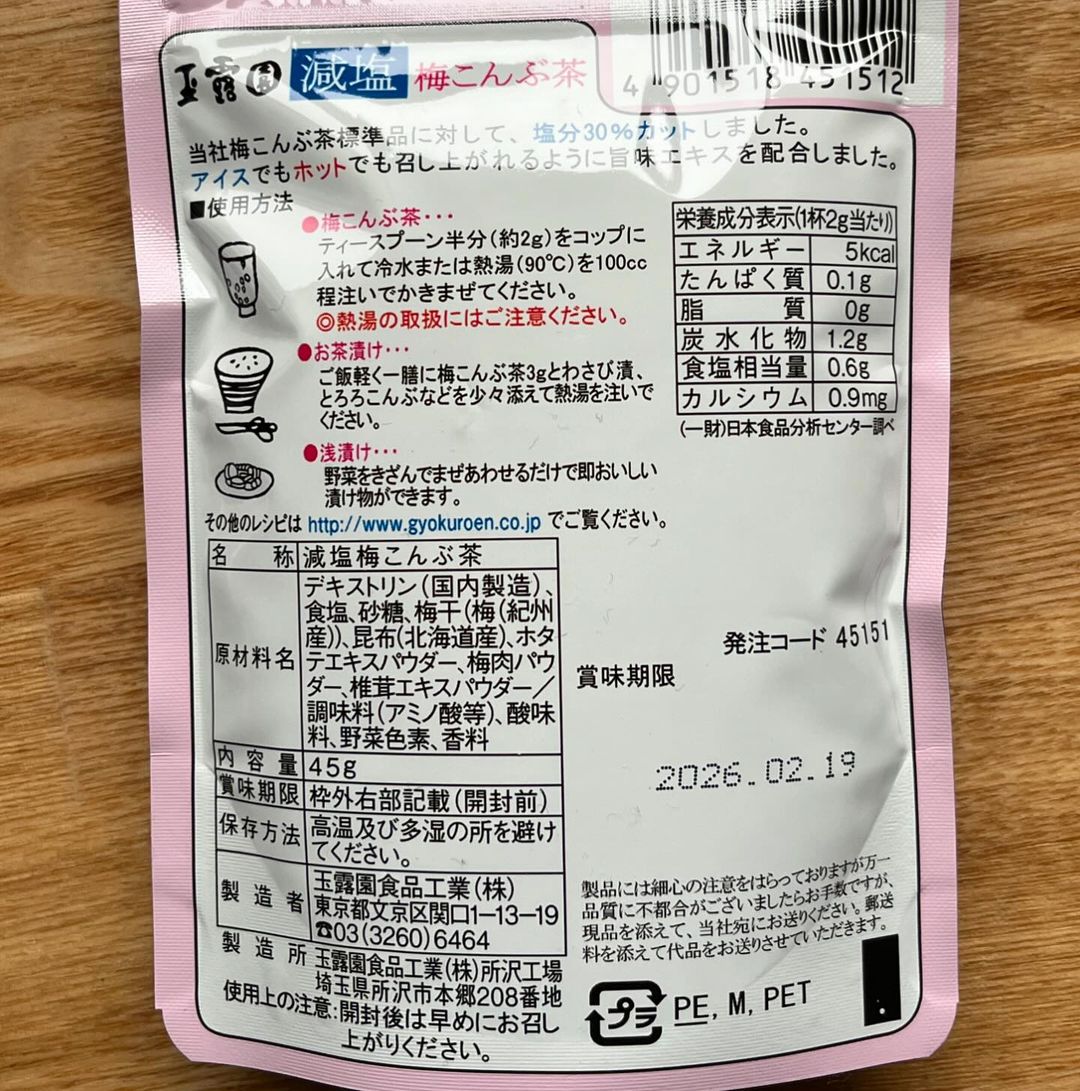 玉露園 減塩 梅こんぶ茶
4 901518 451512
当社梅こんぶ茶標準品に対して、塩分30%カットしました。
アイスでもホットでも召し上がれるように旨味エキスを配合しました。
■使用方法
●梅こんぶ茶・・・
ティースプーン半分(約2g)をコップに
入れて冷水または熱湯(90℃)を100cc
程注いでかきまぜてください。
◎熱湯の取扱にはご注意ください。
●お茶漬け・・・
ご飯軽く一膳に梅こんぶ茶3gとわさび漬、
とろろこんぶなどを少々添えて熱湯を注いで
ください。
●浅漬け・・・
野菜をきざんでまぜあわせるだけで即おいしい
漬け物ができます。
その他のレシピは http://www.gyokuroen.co.jp でご覧ください。
栄養成分表示(1杯2g当たり)
エネルギー 5kcal
たんぱく質 0.1g
脂質 0g
炭水化物 1.2g
食塩相当量 0.6g
カルシウム 0.9mg
(一財)日本食品分析センター調べ
名称 減塩梅こんぶ茶
原材料名 デキストリン(国内製造)、
食塩、砂糖、梅干(梅(紀州
産))、昆布(北海道産)、ホタ
テエキスパウダー、梅肉パウ
ダー、椎茸エキスパウダー／
調味料(アミノ酸等)、酸味
料、野菜色素、香料
内容量 45g
賞味期限 枠外右部記載(開封前)
保存方法 高温及び多湿の所を避け
てください。
製造者 玉露園食品工業(株)
東京都文京区関口1-13-19
☎03(3260)6464
製造所 玉露園食品工業(株)所沢工場
埼玉県所沢市本郷208番地
使用上の注意:開封後は早めにお召し
上がりください。
発注コード 45151
賞味期限
2026.02.19
製品には細心の注意をはらっておりますが万一
品質に不都合がございましたらお手数ですが、
現品を添えて、当社宛にお送りください。郵送
料を添えて代品をお送りさせていただきます。
プラ PE, M, PET